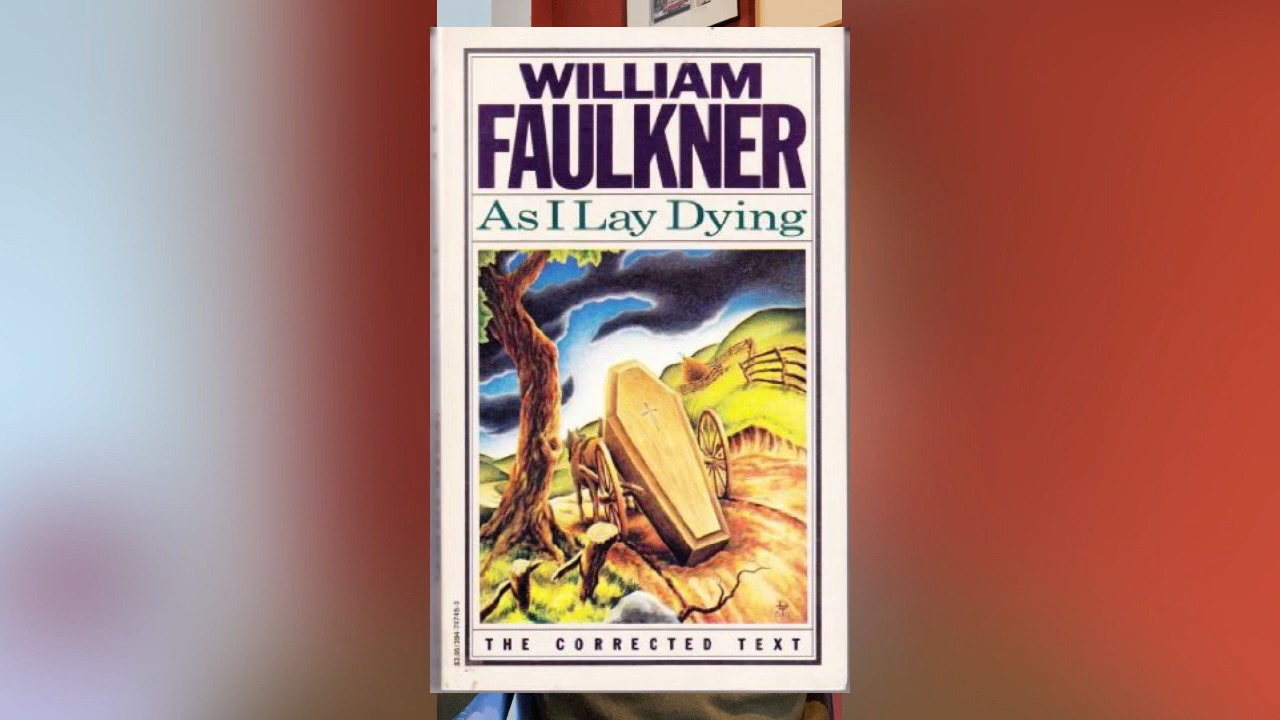 WILLIAM
FAULKNER
As I Lay Dying
THE CORRECTED TEXT